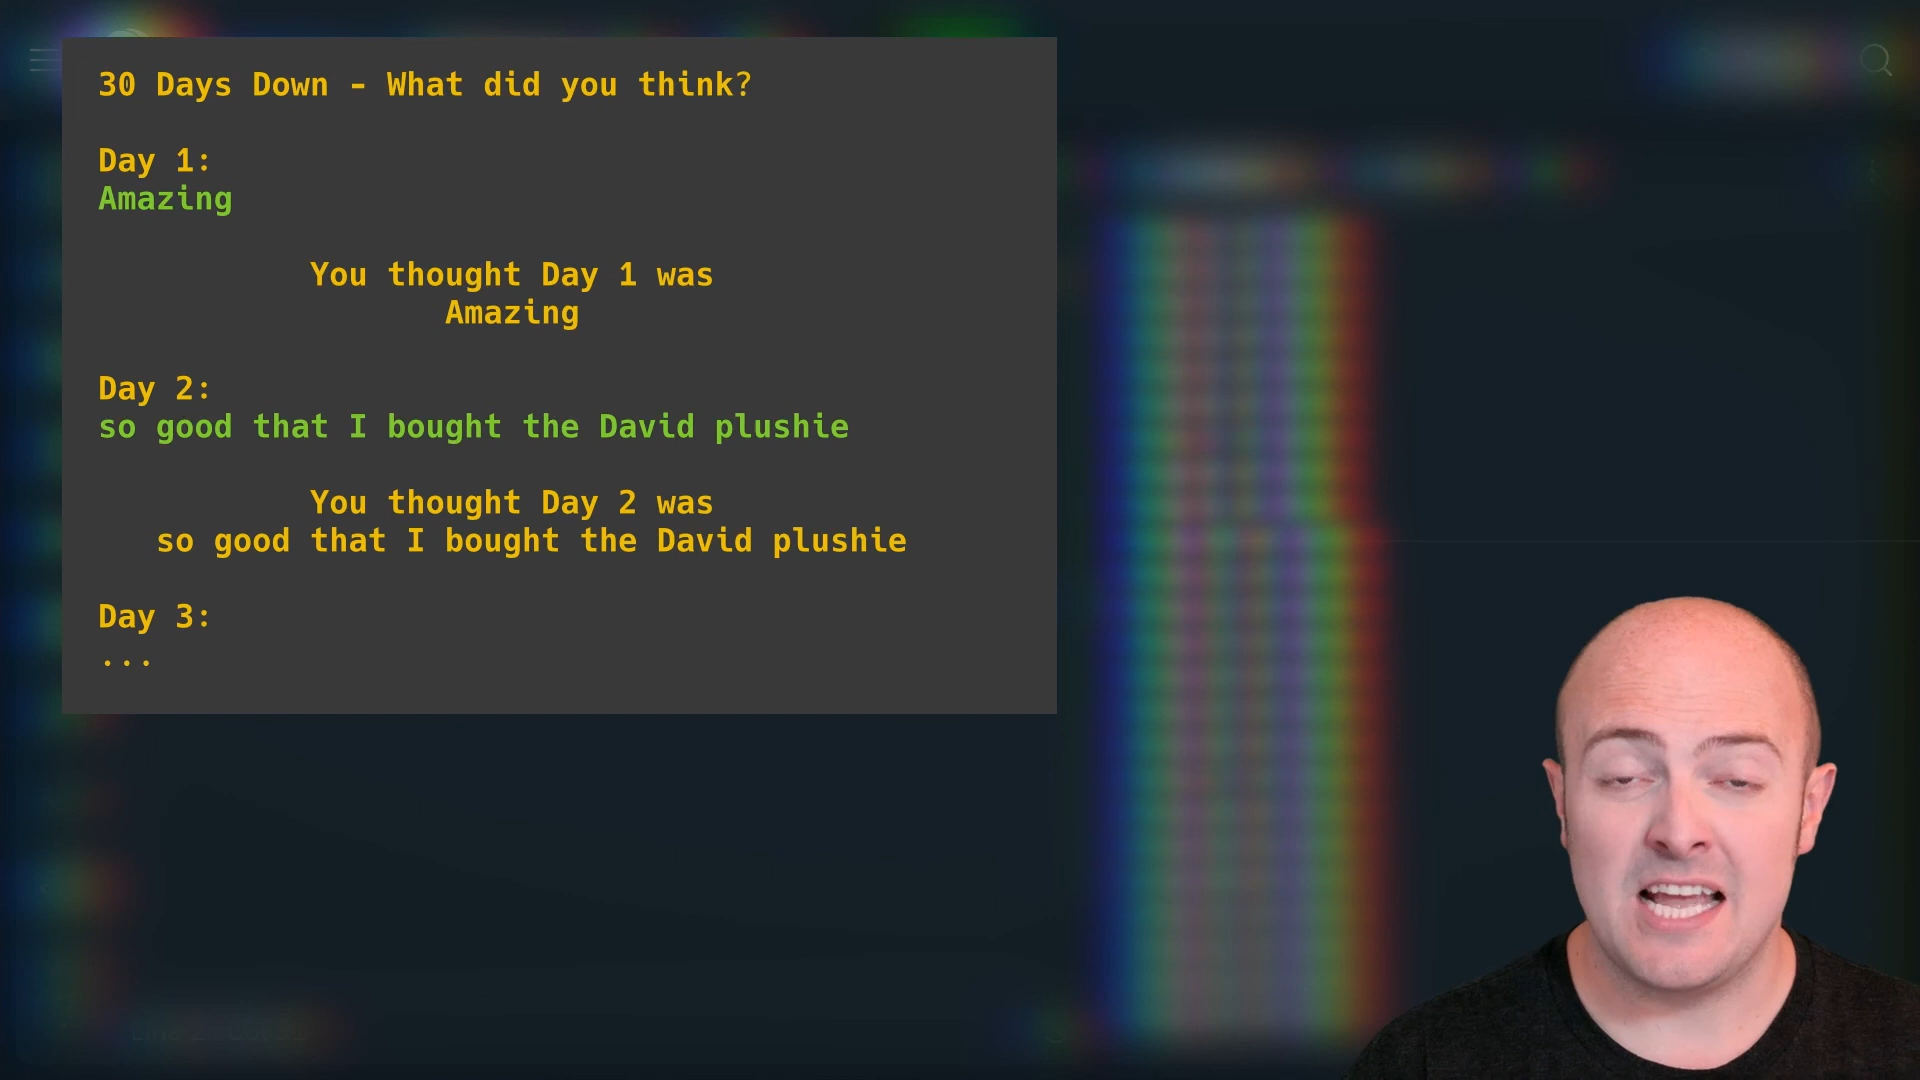 30 Days Down - What did you think?
Day 1:
Amazing
You thought Day 1 was
Amazing
Day 2:
so good that I bought the David plushie
You thought Day 2 was
so good that I bought the David plushie
Day 3:
...